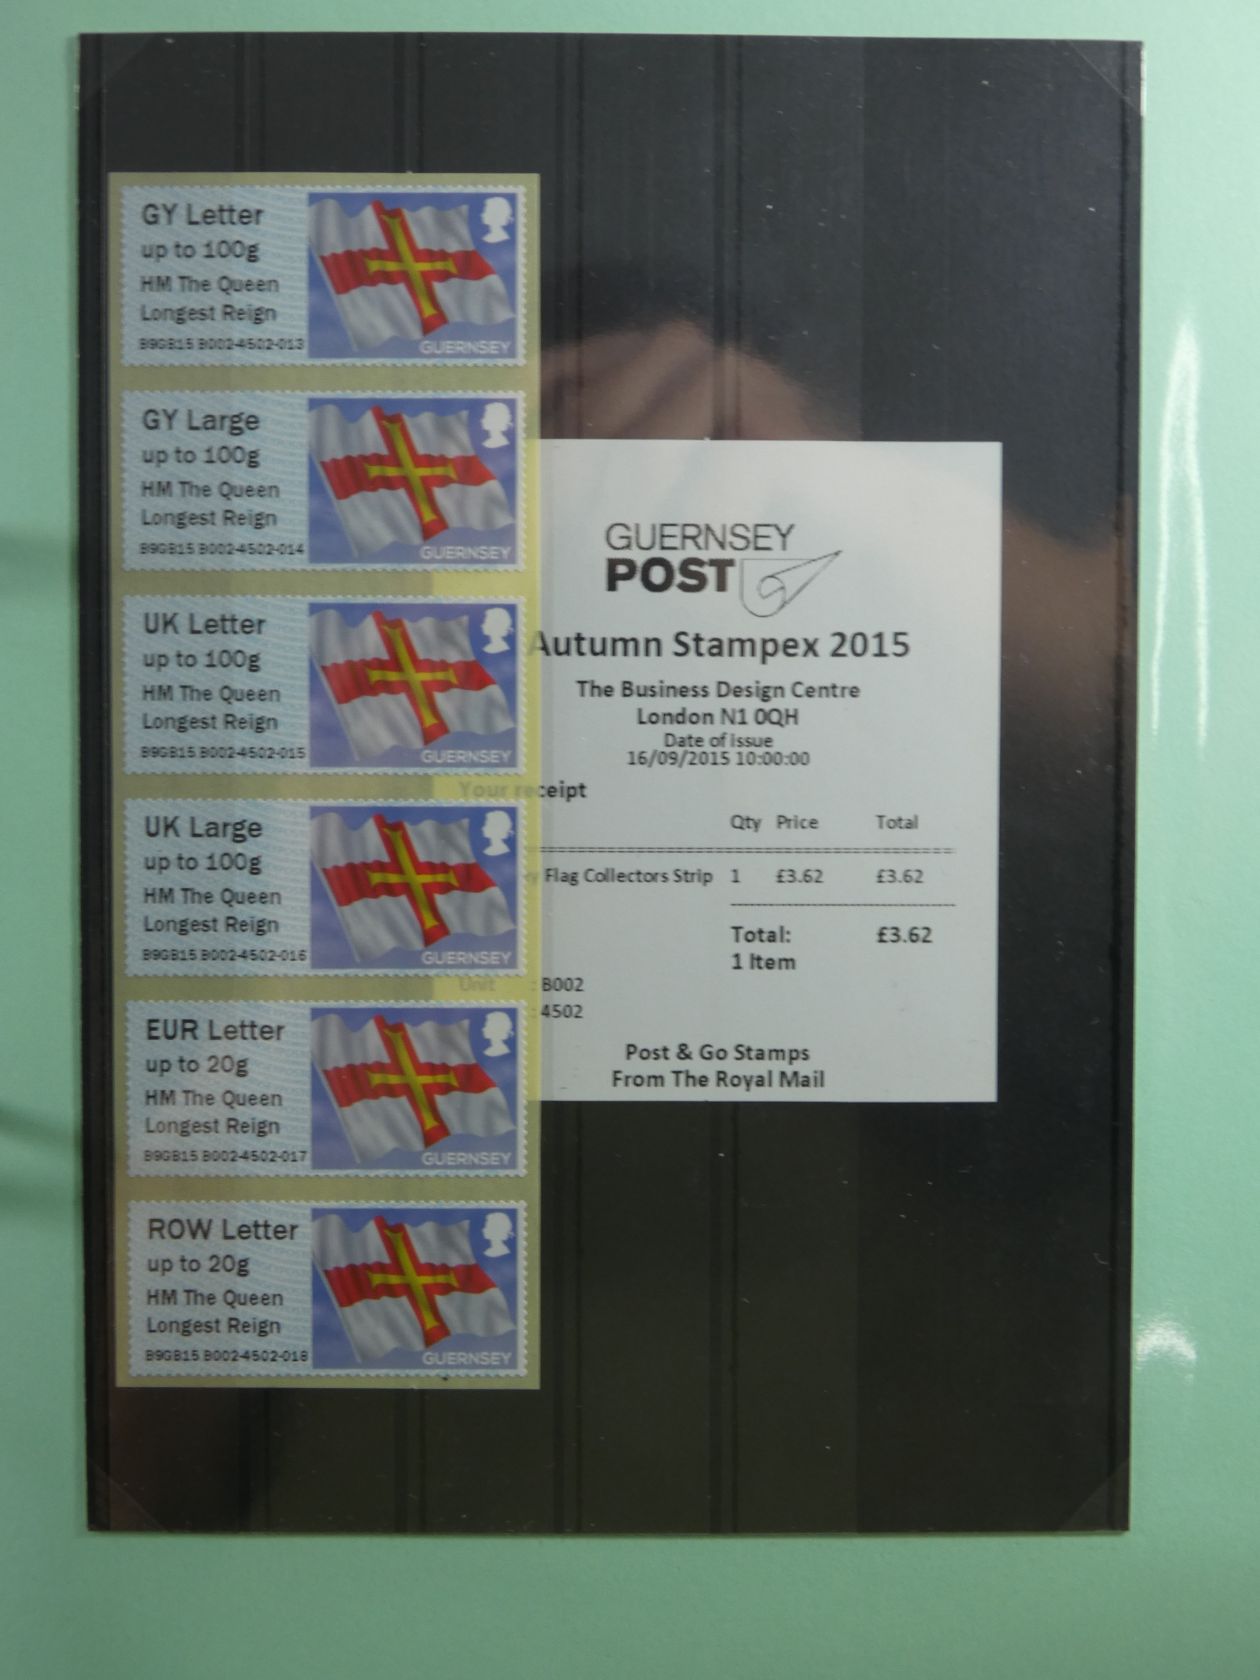 GY Letter
up to 100g
HM The Queen
Longest Reign
B9GB15 B002-4502-013
GUERNSEY
GY Large
up to 100g
HM The Queen
Longest Reign
B9GB15 B002-4502-014
GUERNSEY
UK Letter
up to 100g
HM The Queen
Longest Reign
B9GB15 B002-4502-015
GUERNSEY
UK Large
up to 100g
HM The Queen
Longest Reign
B9GB15 B002-4502-016
GUERNSEY
EUR Letter
up to 20g
HM The Queen
Longest Reign
B9GB15 B002-4502-017
GUERNSEY
ROW Letter
up to 20g
HM The Queen
Longest Reign
B9GB15 B002-4502-018
GUERNSEY
GUERNSEY
POST
Autumn Stampex 2015
The Business Design Centre
London N1 0QH
Date of Issue
16/09/2015 10:00:00
Your receipt
Qty Price Total
Flag Collectors Strip 1 £3.62 £3.62
Total: £3.62
1 Item
Unit : B002
: 4502
Post & Go Stamps
From The Royal Mail